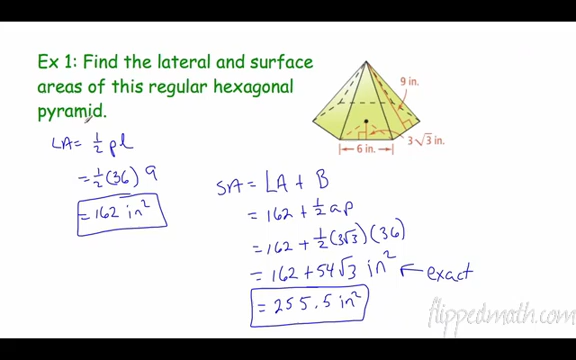 Ex 1: Find the lateral and surface
areas of this regular hexagonal
pyramid.
9 in.
3√3 in.
6 in.
LA = ½ pl
= ½ (36) 9
= 162 in²
SA = LA + B
= 162 + ½ ap
= 162 + ½ (3√3)(36)
= 162 + 54√3 in² ← exact
= 255.5 in²
flippedmath.com